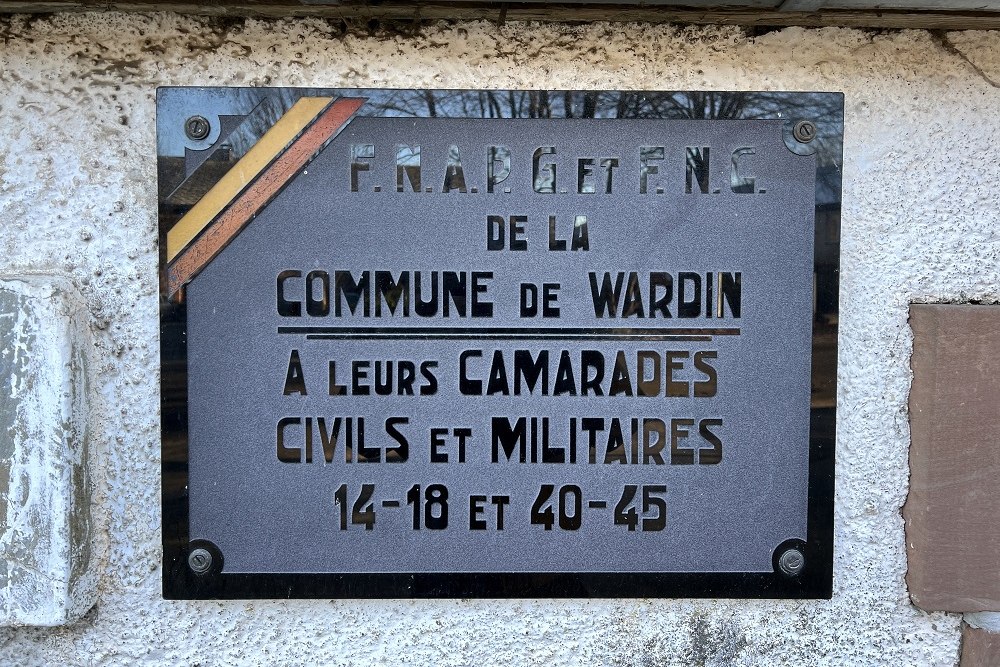 F.N.A.P.G. ET F.N.G.
DE LA
COMMUNE DE WARDIN
A LEURS CAMARADES
CIVILS ET MILITAIRES
14-18 ET 40-45